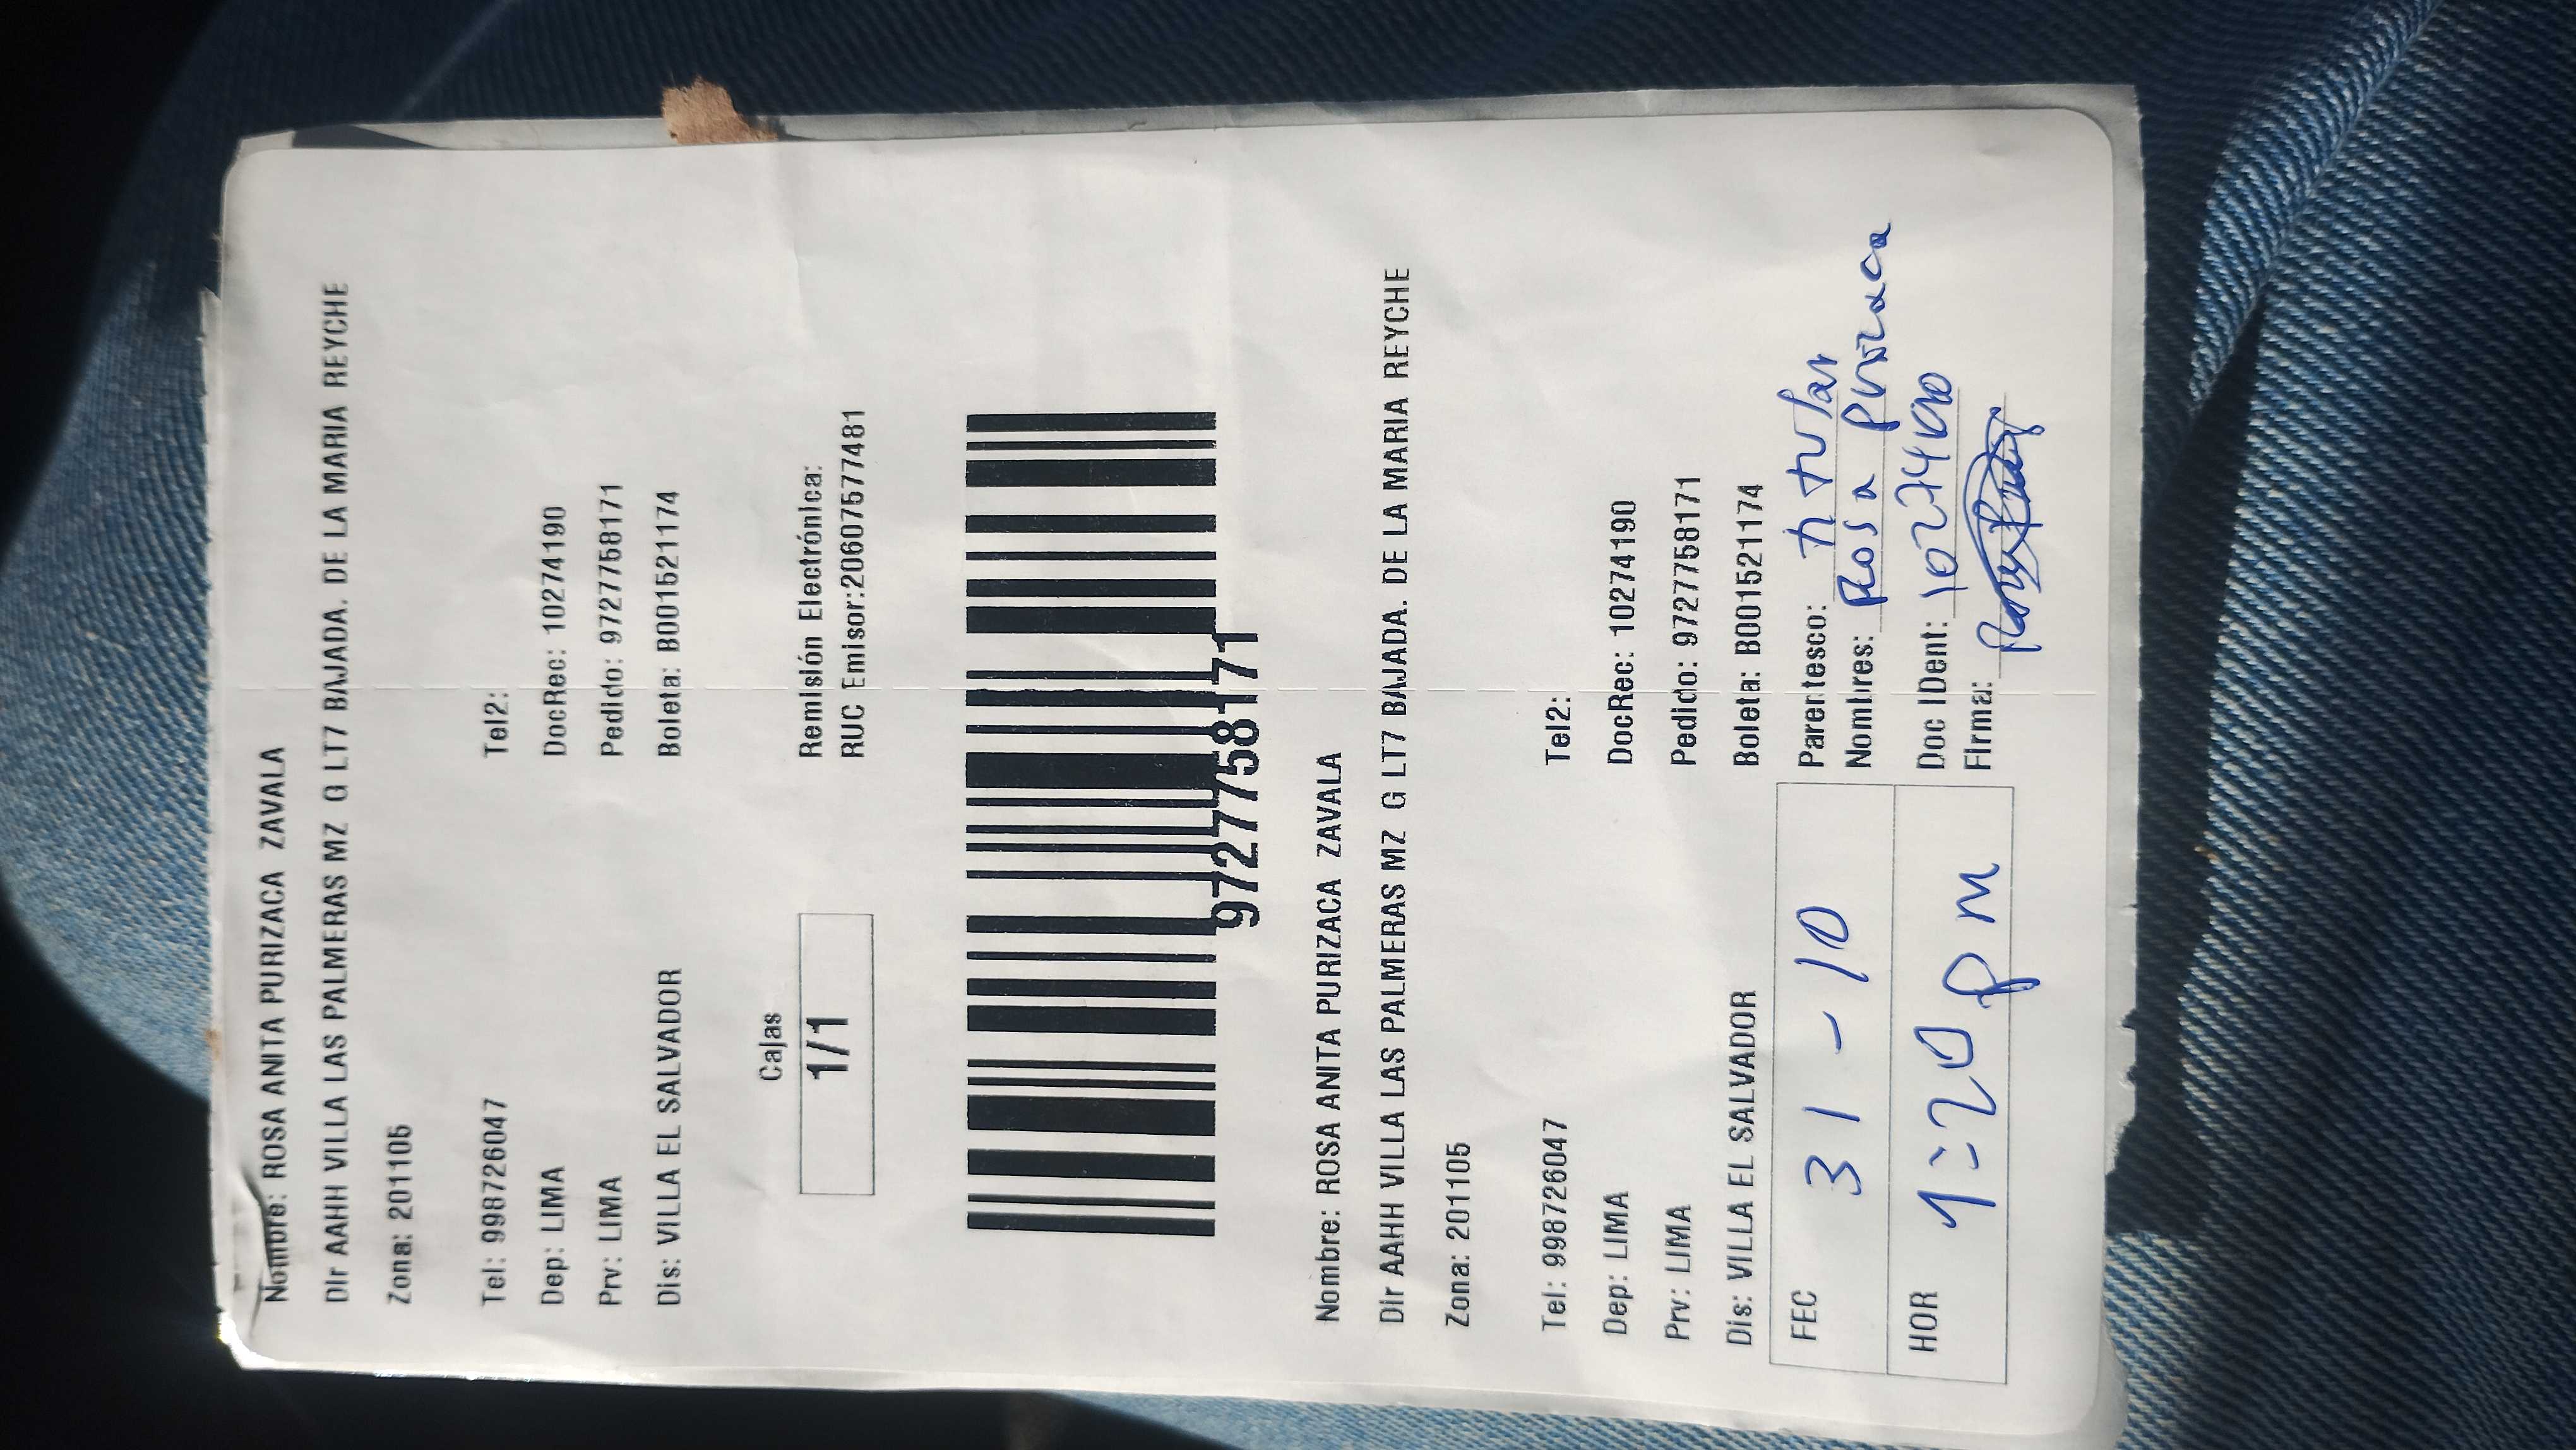 Nombre: ROSA ANITA PURIZACA ZAVALA
Dir AAHH VILLA LAS PALMERAS MZ G LT7 BAJADA. DE LA MARIA REYCHE
Zona: 201105
Tel: 998726047 Tel2:
Dep: LIMA DocRec: 10274190
Prv: LIMA Pedido: 9727758171
Dis: VILLA EL SALVADOR Boleta: B001521174
Cajas
1/1
Remisión Electrónica:
RUC Emisor:20607577481
9727758171
Nombre: ROSA ANITA PURIZACA ZAVALA
Dir AAHH VILLA LAS PALMERAS MZ G LT7 BAJADA. DE LA MARIA REYCHE
Zona: 201105
Tel: 998726047 Tel2:
Dep: LIMA DocRec: 10274190
Prv: LIMA Pedido: 9727758171
Dis: VILLA EL SALVADOR Boleta: B001521174
FEC 31-10 Parentesco: titular
Nombres: Rosa
HOR 1:20 pm Doc IDent:
Firma: